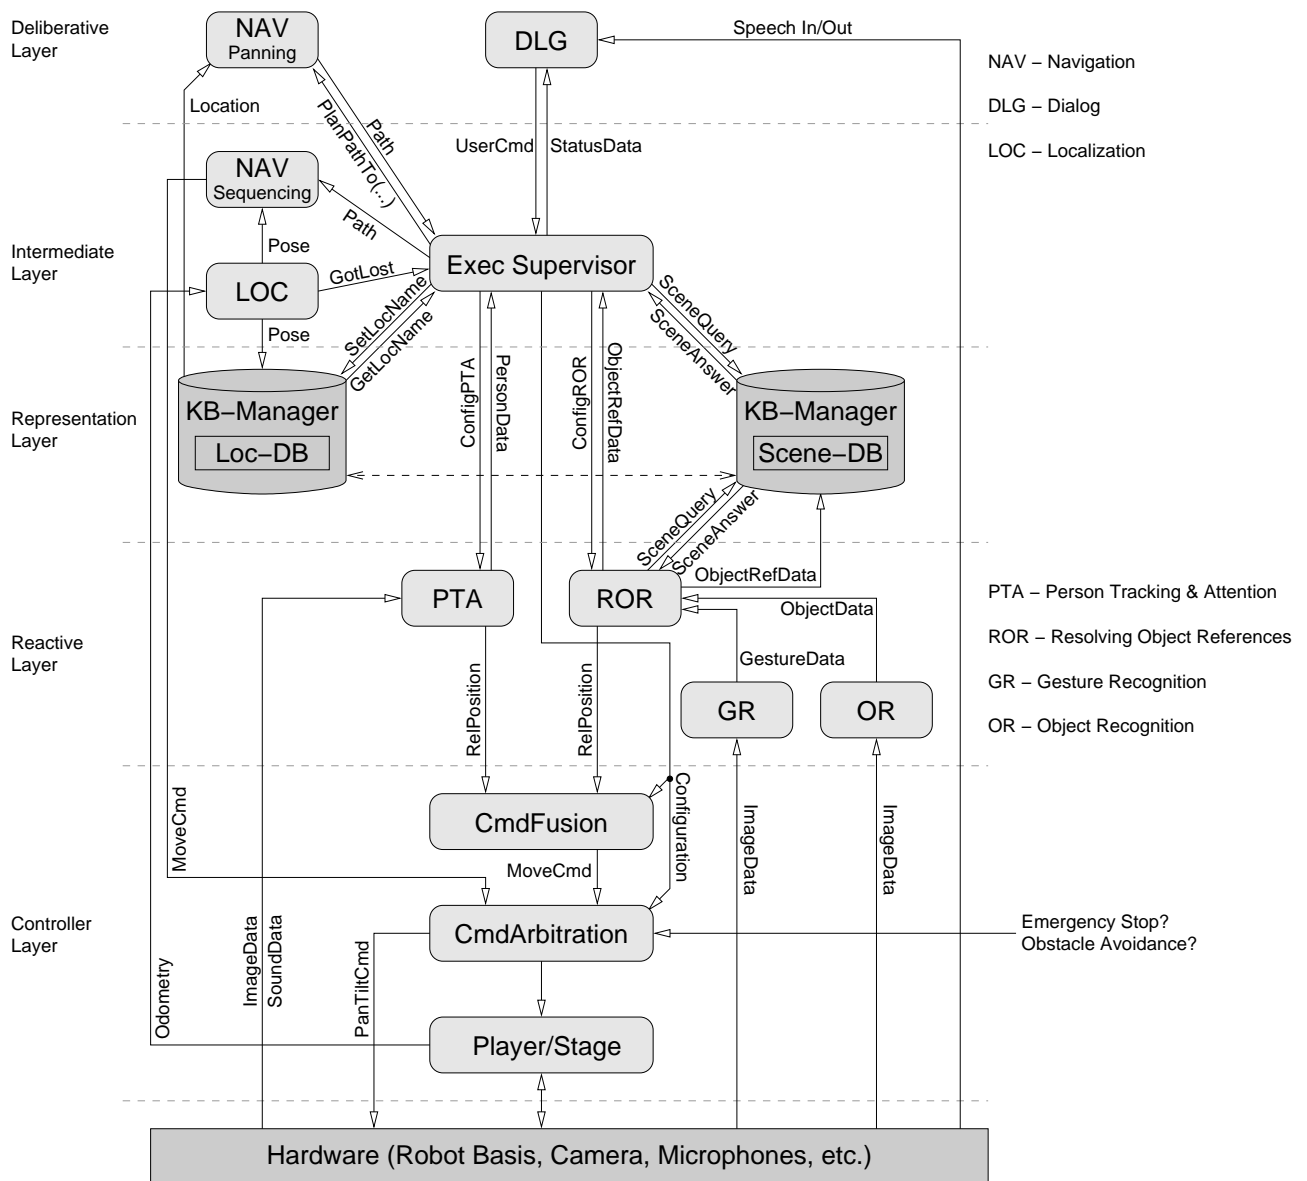 Deliberative
Layer
NAV
Panning
DLG
Speech In/Out
NAV – Navigation
DLG – Dialog
LOC – Localization
Location
Path
PlanPathTo(...)
UserCmd
StatusData
NAV
Sequencing
Path
Pose
Intermediate
Layer
LOC
GotLost
Exec Supervisor
Pose
SetLocName
GetLocName
SceneQuery
SceneAnswer
ConfigPTA
PersonData
ConfigROR
ObjectRefData
Representation
Layer
KB–Manager
Loc–DB
KB–Manager
Scene–DB
SceneQuery
SceneAnswer
ObjectRefData
PTA
ROR
ObjectData
PTA – Person Tracking & Attention
ROR – Resolving Object References
GR – Gesture Recognition
OR – Object Recognition
Reactive
Layer
GestureData
GR
OR
RelPosition
RelPosition
CmdFusion
Configuration
MoveCmd
MoveCmd
ImageData
ImageData
Controller
Layer
CmdArbitration
Emergency Stop?
Obstacle Avoidance?
Odometry
ImageData
SoundData
PanTiltCmd
Player/Stage
Hardware (Robot Basis, Camera, Microphones, etc.)